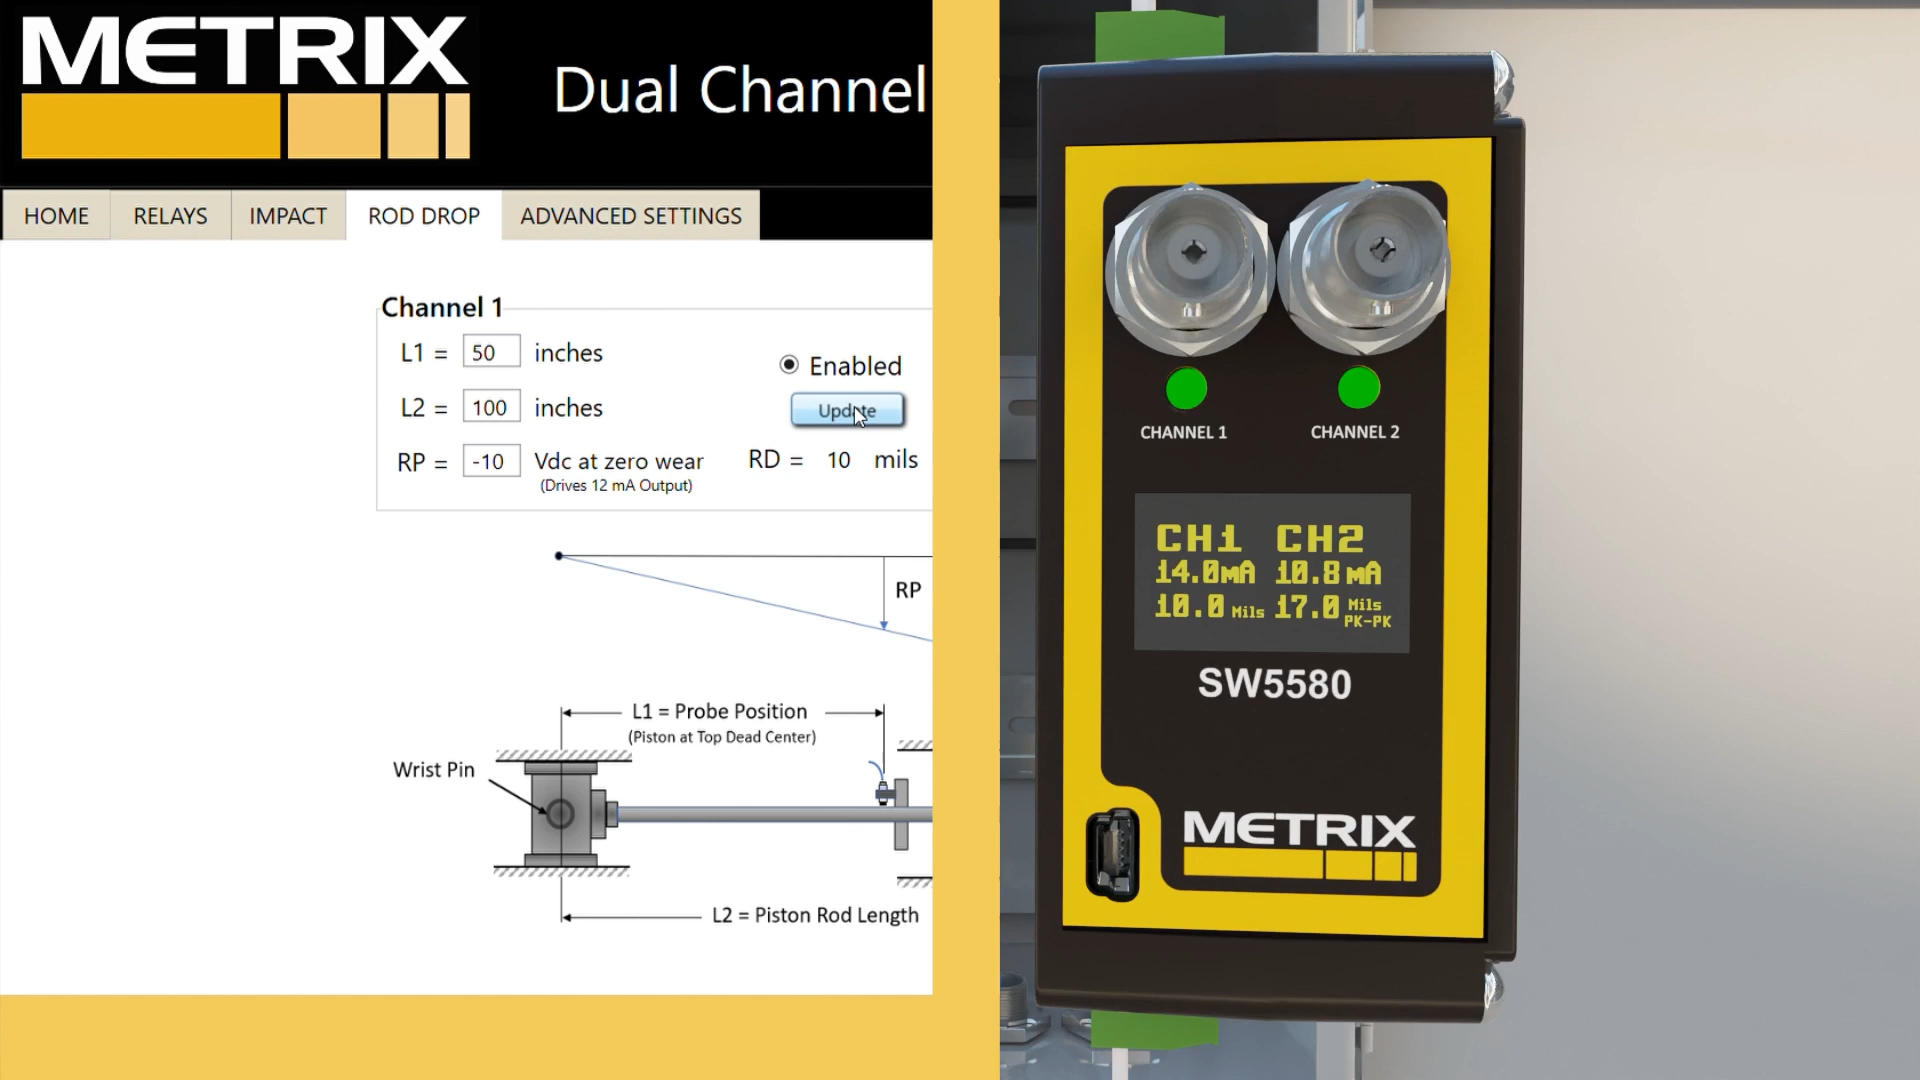 METRIX
Dual Channel
HOME RELAYS IMPACT ROD DROP ADVANCED SETTINGS
Channel 1
L1 = 50 inches
Enabled
L2 = 100 inches
Update
RP = -10 Vdc at zero wear
(Drives 12 mA Output)
RD = 10 mils
RP
L1 = Probe Position
(Piston at Top Dead Center)
Wrist Pin
L2 = Piston Rod Length
CHANNEL 1 CHANNEL 2
CH1 CH2
14.0mA 10.8mA
10.0 Mils 17.0 Mils
PK-PK
SW5580
METRIX